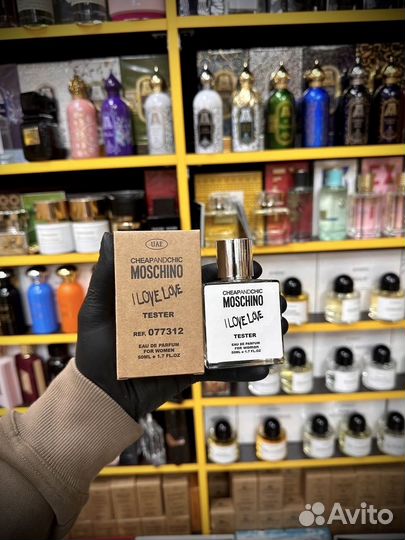 UAE
CHEAPANDCHIC
MOSCHINO
I LOVE LOVE
TESTER
REF. 077312
EAU DE PARFUM
FOR WOMEN
50ML e 1.7 FL.OZ
CHEAPANDCHIC
MOSCHINO
I LOVE LOVE
TESTER
EAU DE PARFUM
FOR WOMEN
50ML e 1.7 FL.OZ
Avito